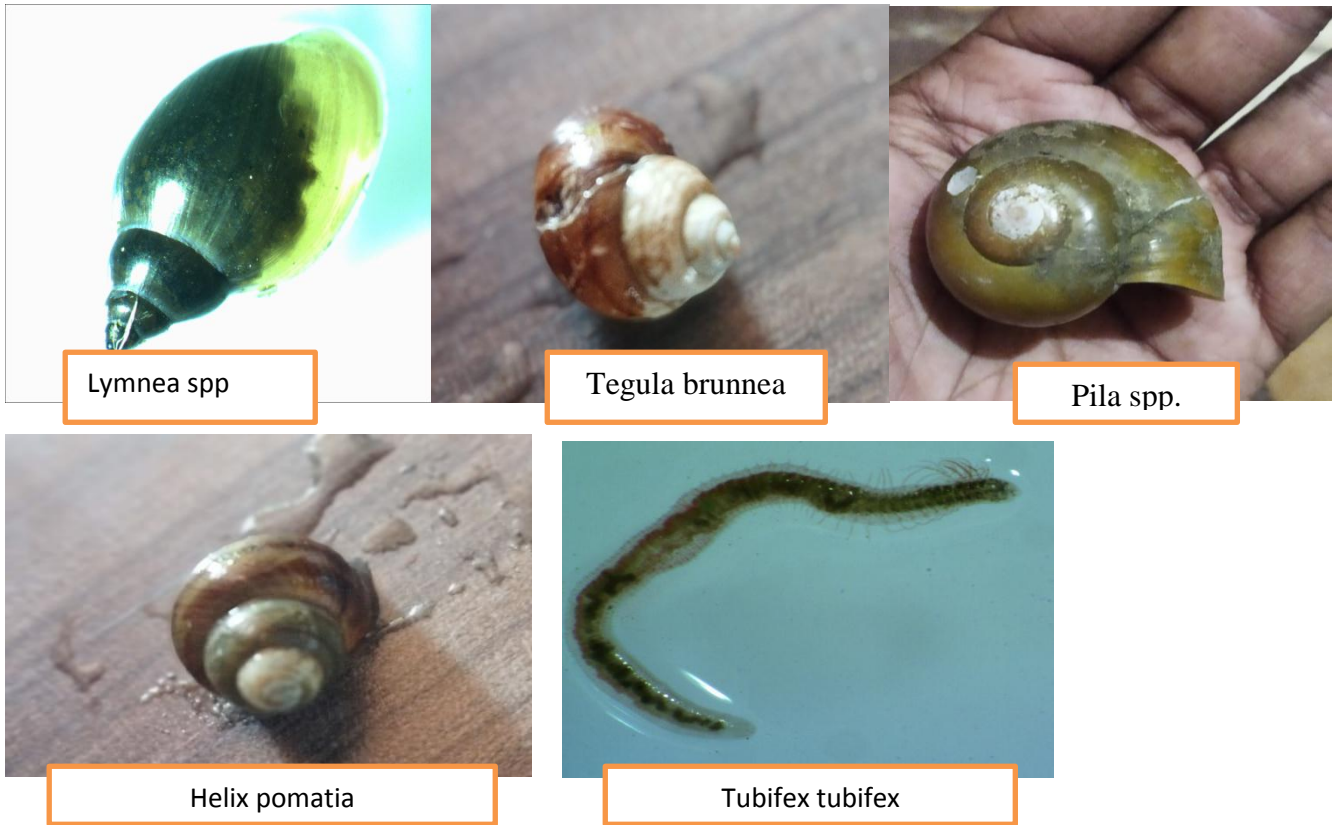 Lymnea spp
Tegula brunnea
Pila spp.
Helix pomatia
Tubifex tubifex